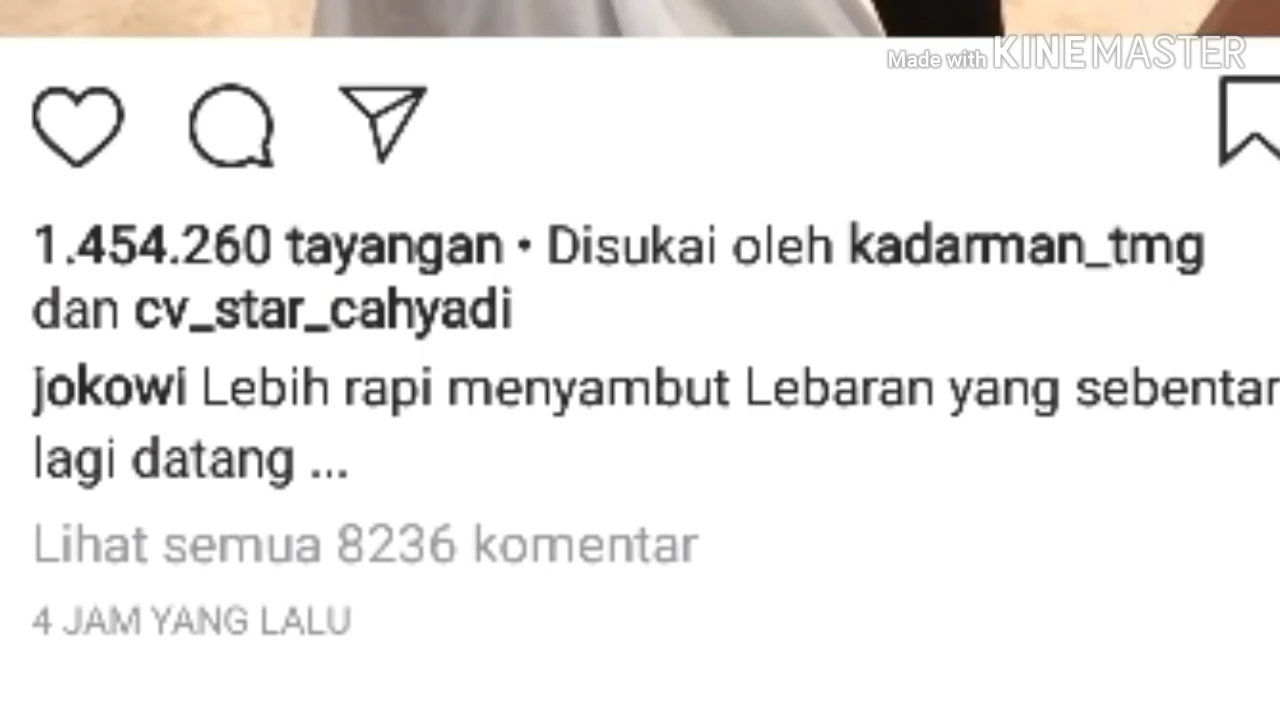 Made with KINEMASTER
1.454.260 tayangan • Disukai oleh kadarman_tmg
dan cv_star_cahyadi
jokowi Lebih rapi menyambut Lebaran yang sebentar
lagi datang ...
Lihat semua 8236 komentar
4 JAM YANG LALU